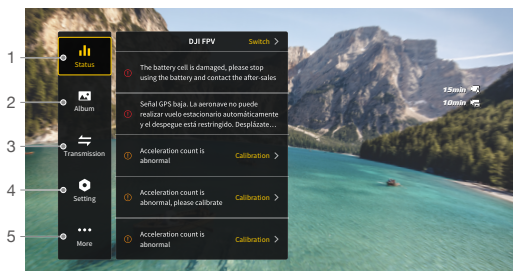 DJI FPV
Switch >
1
Status
The battery cell is damaged, please stop
using the battery and contact the after-sales
2
Album
Señal GPS baja. La aeronave no puede
realizar vuelo estacionario automáticamente
y el despegue está restringido. Desplázate...
3
Transmission
Acceleration count is
abnormal
Calibration >
4
Setting
Acceleration count is
abnormal, please calibrate
Calibration >
5
More
Acceleration count is
abnormal
Calibration >
15min
10min